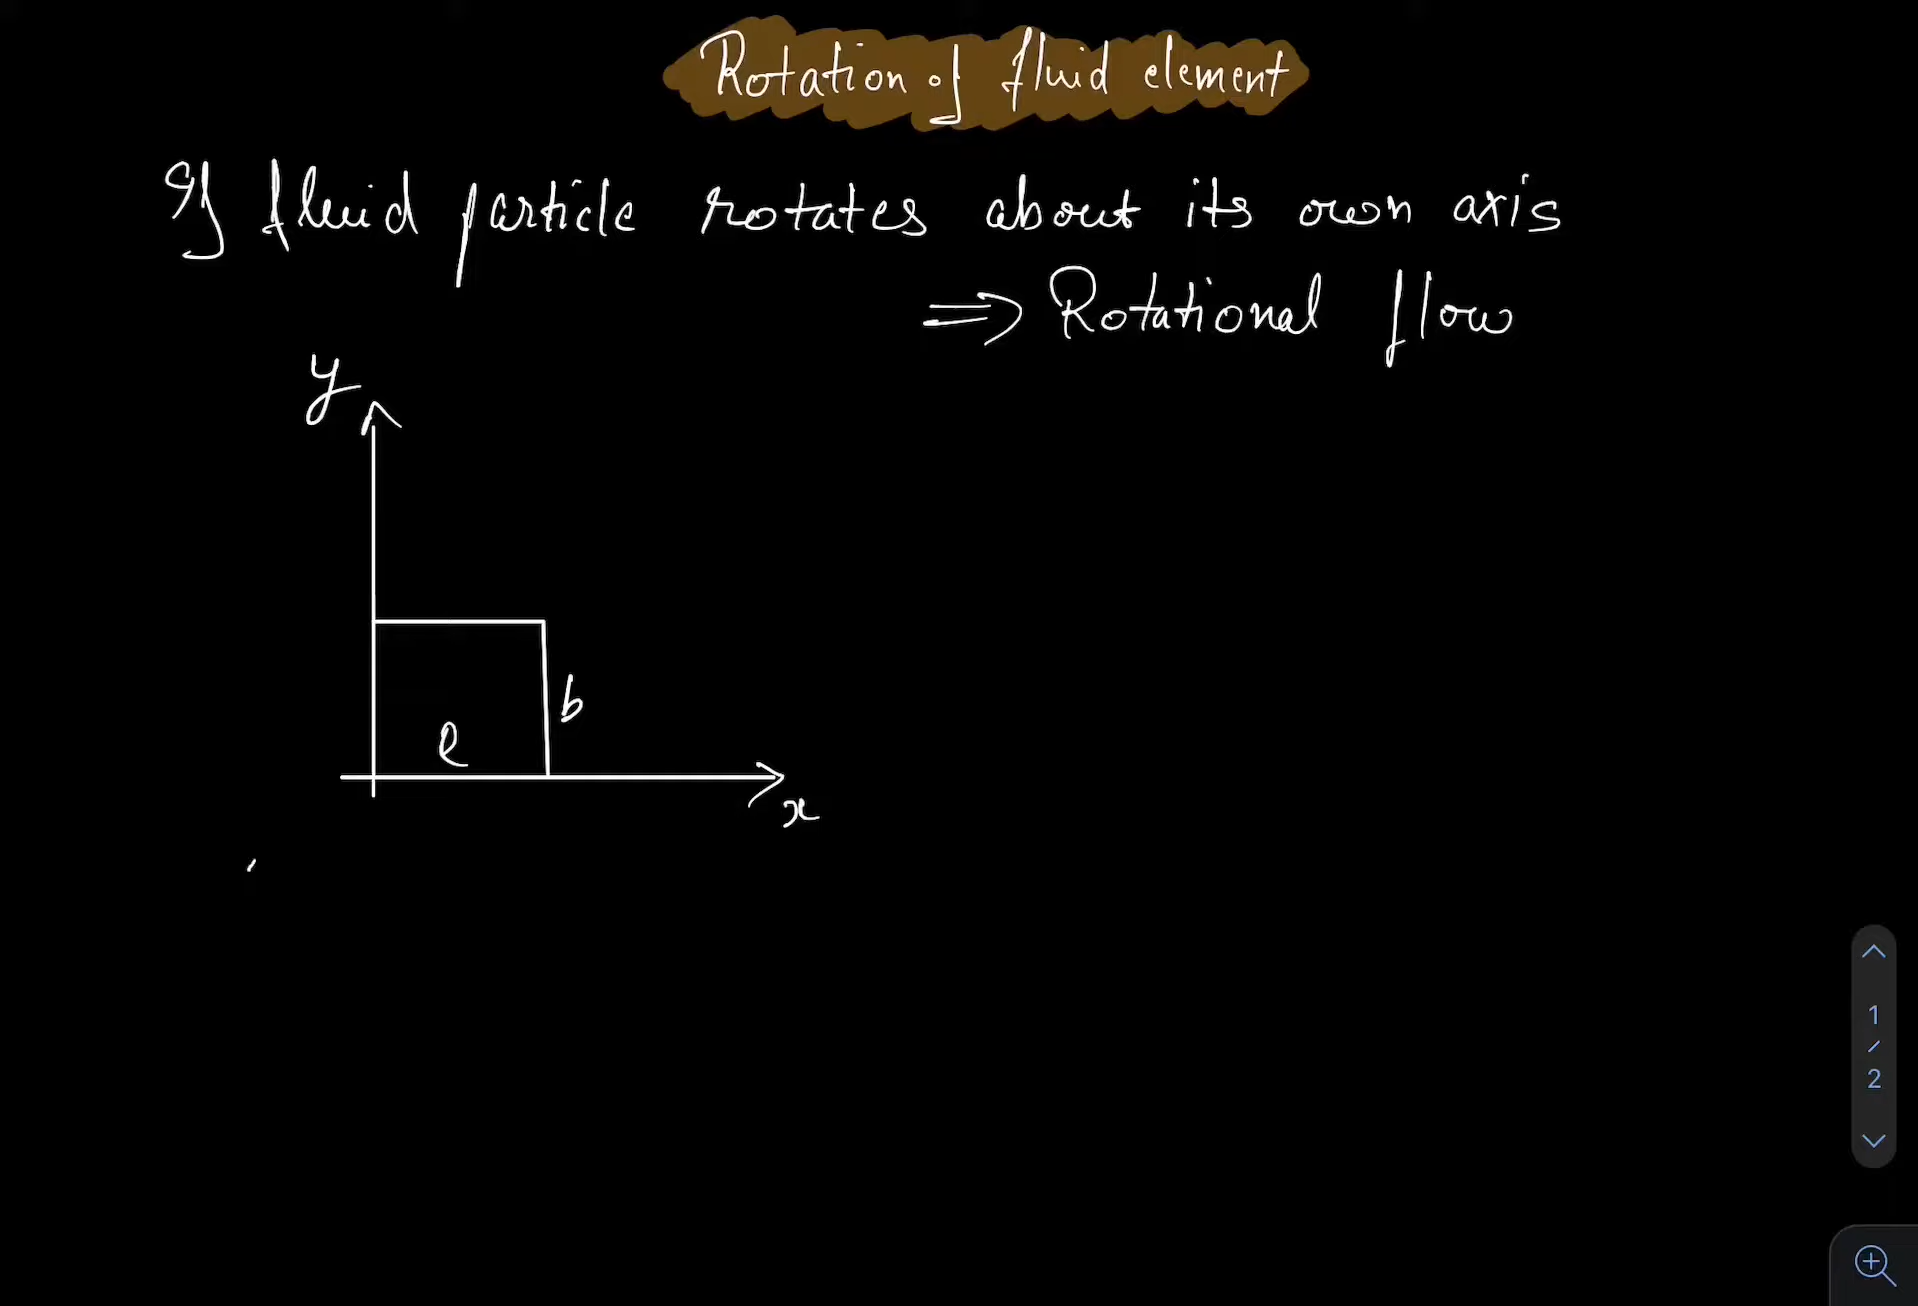 Rotation of fluid element
If fluid particle rotates about its own axis
⇒ Rotational flow
y
b
l
x
1
/
2